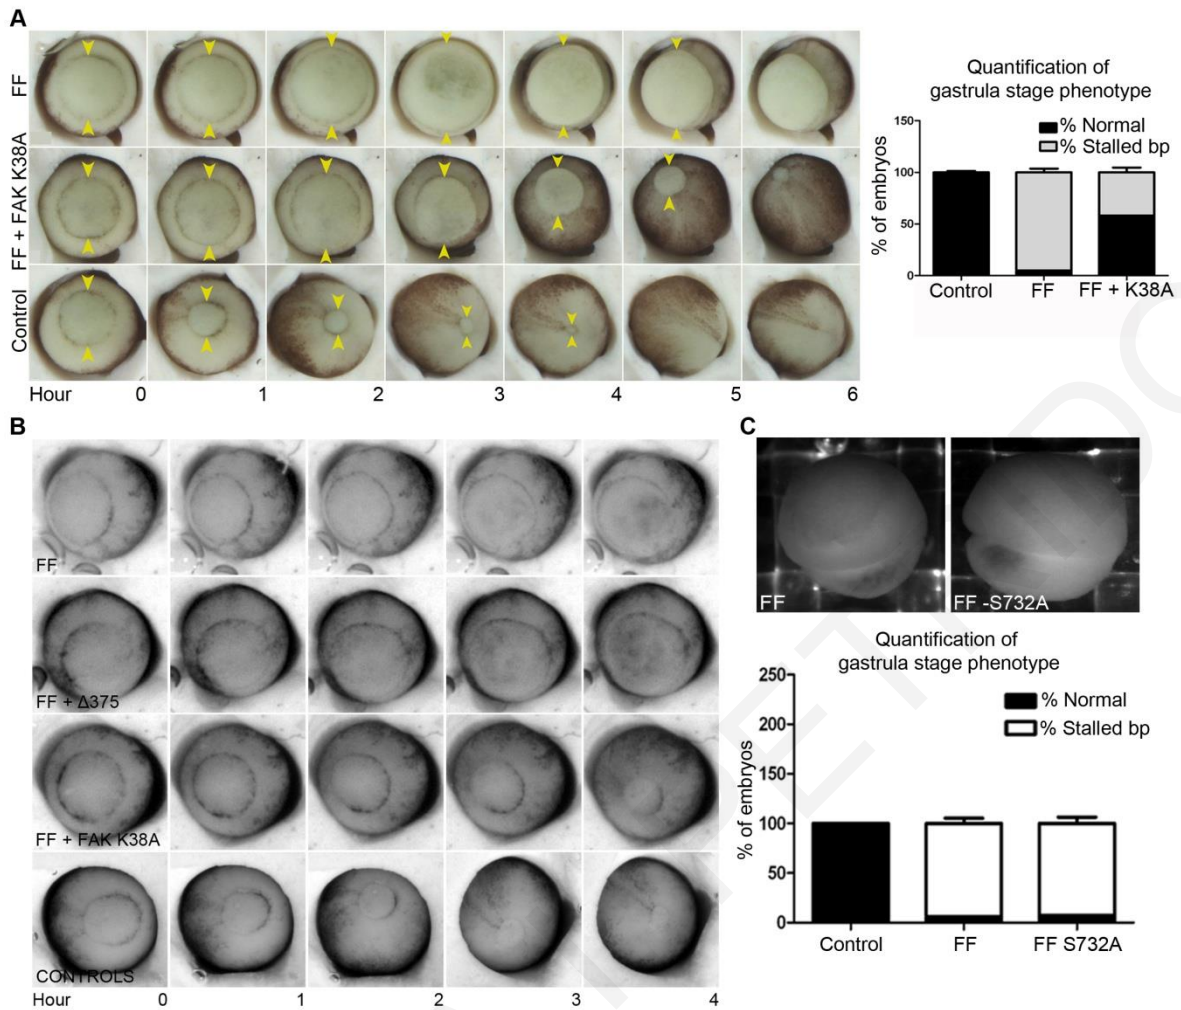 A
FF
FF + FAK K38A
Control
Hour 0 1 2 3 4 5 6
Quantification of
gastrula stage phenotype
% Normal
% Stalled bp
% of embryos
150
100
50
0
Control FF FF + K38A
B
FF
FF + Δ375
FF + FAK K38A
CONTROLS
Hour 0 1 2 3 4
C
FF
FF -S732A
Quantification of
gastrula stage phenotype
% Normal
% Stalled bp
% of embryos
250
200
150
100
50
0
Control FF FF S732A